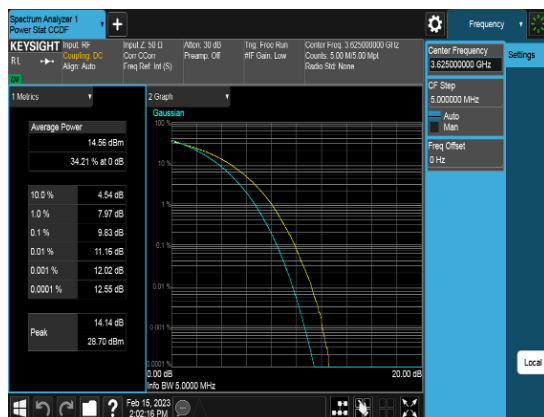 Spectrum Analyzer 1
Power Stat CCDF
+
Frequency
KEYSIGHT
RL
LXI
Input: RF
Coupling: DC
Align: Auto
Input Z: 50 Ω
Corr CCorr
Freq Ref: Int (S)
Atten: 30 dB
Preamp: Off
Trig: Free Run
#IF Gain: Low
Center Freq: 3.625000000 GHz
Counts: 5.00 M/5.00 Mpt
Radio Std: None
Center Frequency
3.625000000 GHz
Settings
CF Step
5.000000 MHz
Auto
Man
Freq Offset
0 Hz
Local
1 Metrics
Average Power
14.56 dBm
34.21 % at 0 dB
10.0 % 4.54 dB
1.0 % 7.97 dB
0.1 % 9.83 dB
0.01 % 11.16 dB
0.001 % 12.02 dB
0.0001 % 12.55 dB
Peak
14.14 dB
28.70 dBm
2 Graph
Gaussian
100 %
10 %
1 %
0.1 %
0.01 %
0.001 %
0.0001 %
0.00 dB 20.00 dB
Info BW 5.0000 MHz
?
Feb 15, 2023
2:02:16 PM